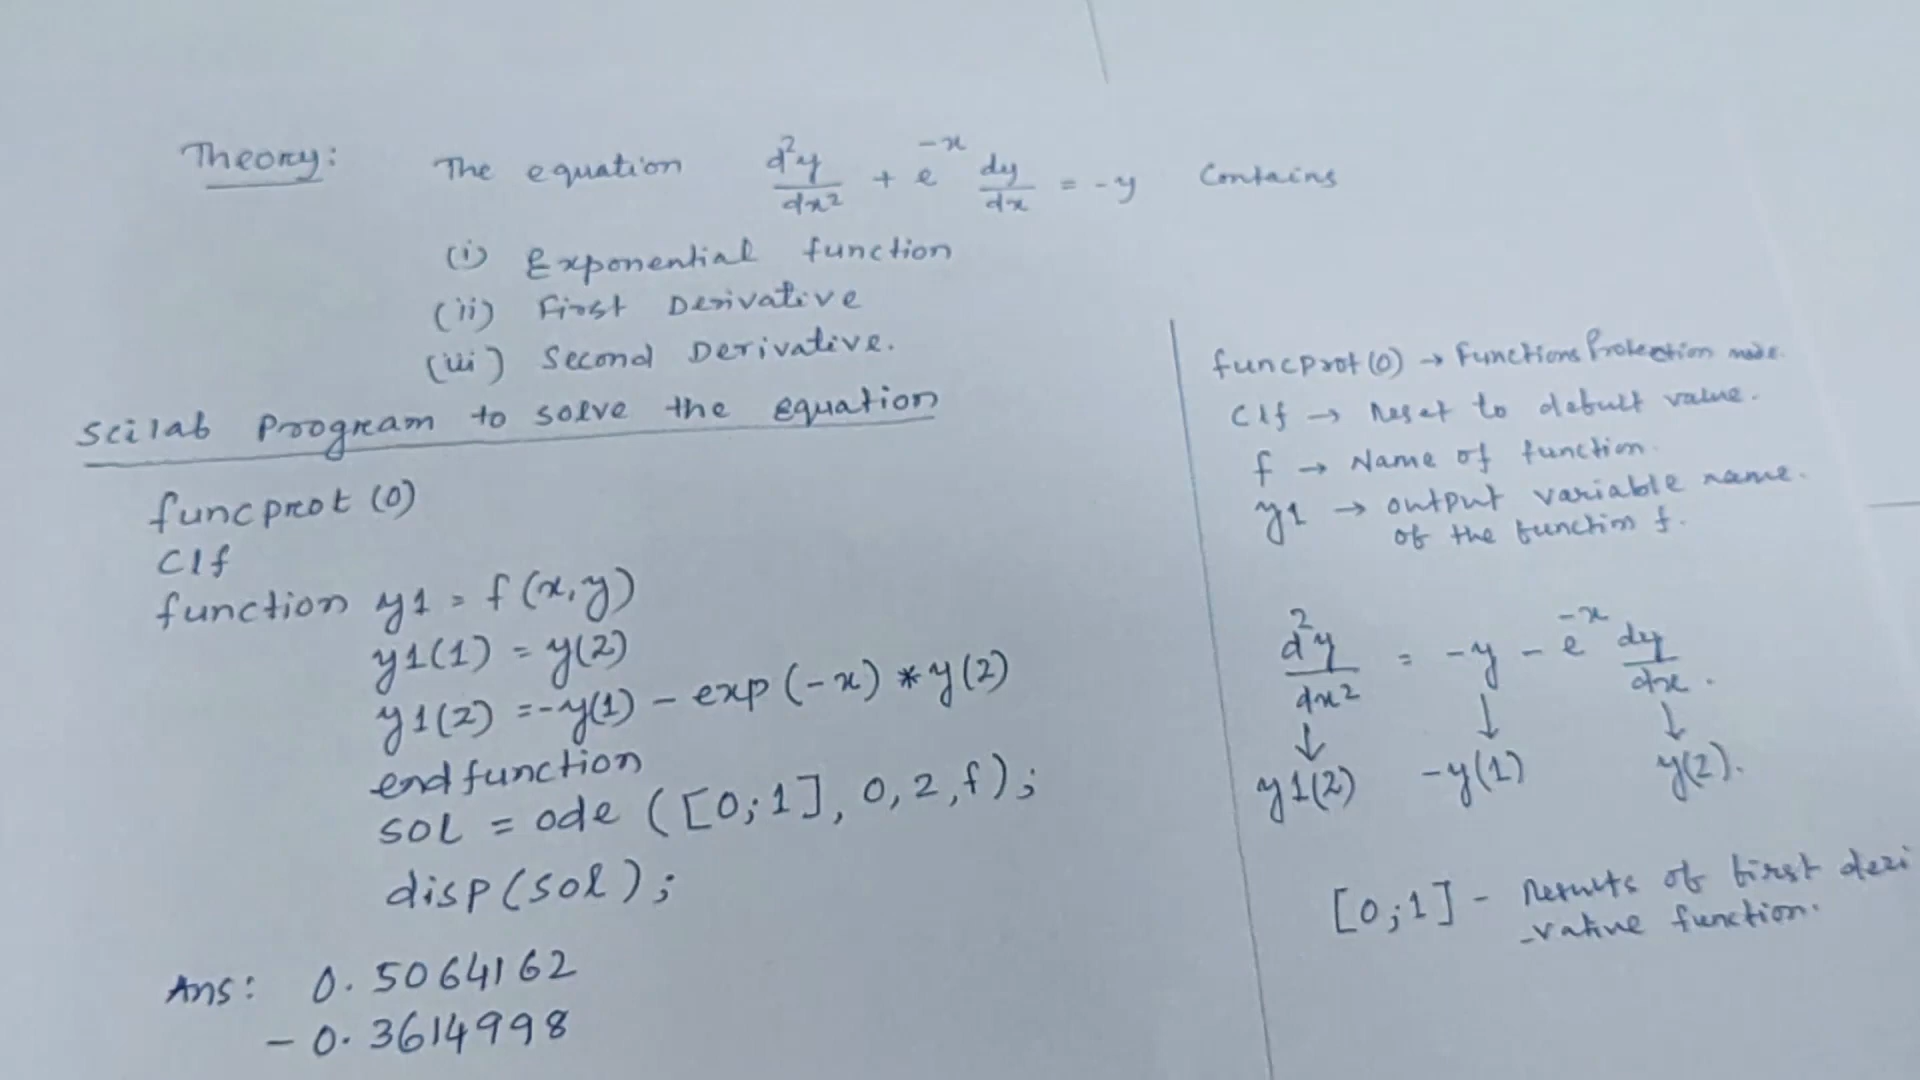 Theory: The equation d²y/dx² + e^-x dy/dx = -y Contains
(i) Exponential function
(ii) First Derivative
(iii) Second Derivative.
Scilab Program to solve the equation
funcprot (0)
Clf
function y1 = f(x,y)
y1(1) = y(2)
y1(2) =-y(1) - exp(-x) * y(2)
endfunction
sol = ode ([0;1], 0, 2, f);
disp(sol);
Ans: 0.5064162
- 0.3614998
funcprot (0) → Functions Protection mode.
Clf → Reset to default value.
f → Name of function.
y1 → output variable name.
of the function f.
d²y/dx² = -y - e^-x dy/dx.
↓ ↓ ↓
y1(2) -y(1) y(2).
[0;1] - Results of first deri
-vative function.